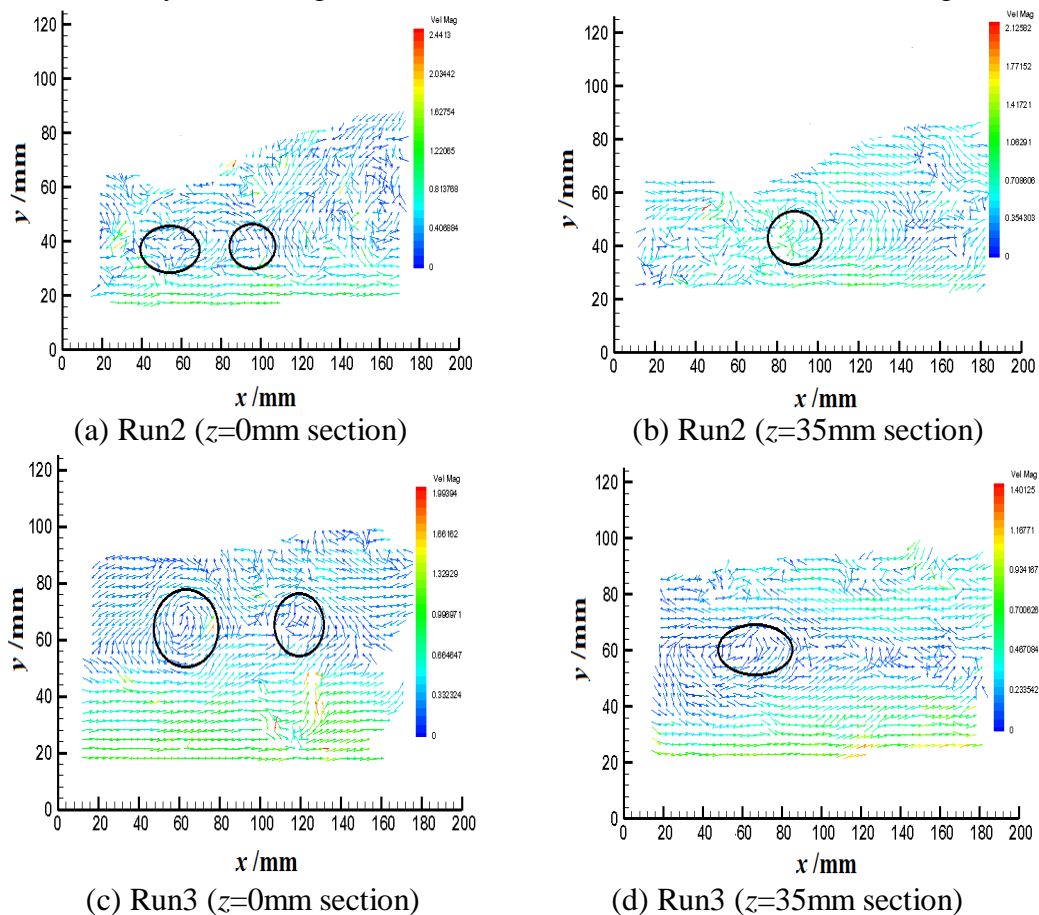 Vel Mag
2.4413
2.03442
1.62754
1.22065
0.813768
0.406884
0
120
100
80
60
40
20
0
y /mm
0 20 40 60 80 100 120 140 160 180 200
x /mm
(a) Run2 (z=0mm section)
Vel Mag
2.12582
1.77152
1.41721
1.06291
0.708606
0.354303
0
120
100
80
60
40
20
0
y /mm
0 20 40 60 80 100 120 140 160 180 200
x /mm
(b) Run2 (z=35mm section)
Vel Mag
1.99394
1.66162
1.32929
0.996971
0.664647
0.332324
0
120
100
80
60
40
20
0
y /mm
0 20 40 60 80 100 120 140 160 180 200
x /mm
(c) Run3 (z=0mm section)
Vel Mag
1.40125
1.16771
0.934167
0.700626
0.467084
0.233542
0
120
100
80
60
40
20
0
y /mm
0 20 40 60 80 100 120 140 160 180 200
x /mm
(d) Run3 (z=35mm section)